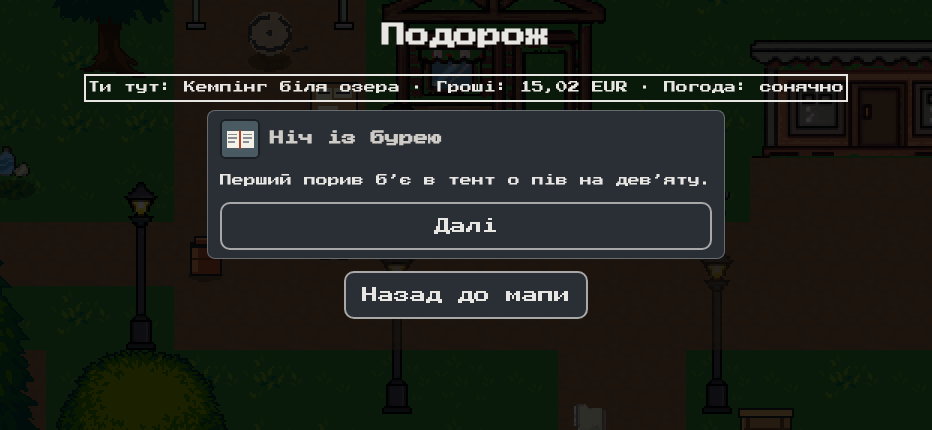 Подорож
Ти тут: Кемпінг біля озера · Гроші: 15,02 EUR · Погода: сонячно
Ніч із бурею
Перший порив б’є в тент о пів на дев’яту.
Далі
Назад до мапи